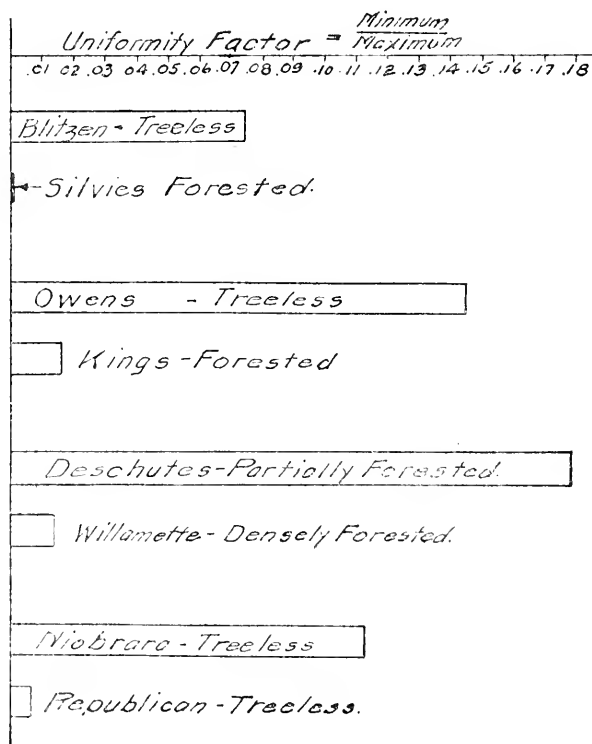 Uniformity Factor = Minimum
Maximum
.01 .02 .03 .04 .05 .06 .07 .08 .09 .10 .11 .12 .13 .14 .15 .16 .17 .18
Blitzen - Treeless
Silvies Forested.
Owens - Treeless
Kings - Forested
Deschutes - Partially Forested.
Willamette - Densely Forested.
Niobrara - Treeless
Republican - Treeless.